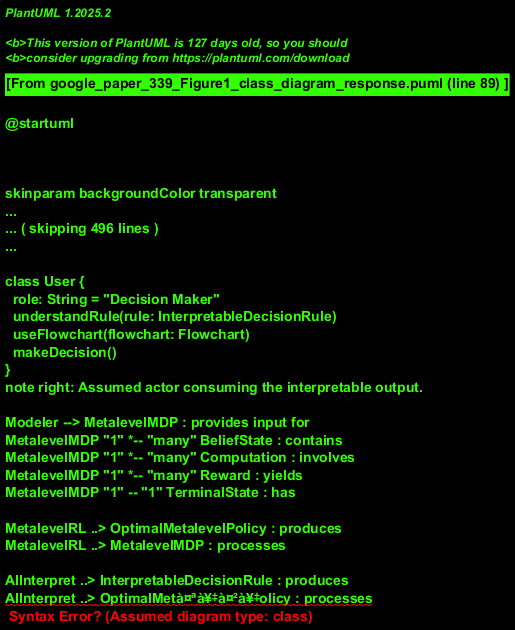 PlantUML 1.2025.2
<b>This version of PlantUML is 127 days old, so you should
<b>consider upgrading from https://plantuml.com/download
[From google_paper_339_Figure1_class_diagram_response.puml (line 89) ]
@startuml
skinparam backgroundColor transparent
...
... ( skipping 496 lines )
...
class User {
role: String = "Decision Maker"
understandRule(rule: InterpretableDecisionRule)
useFlowchart(flowchart: Flowchart)
makeDecision()
}
note right: Assumed actor consuming the interpretable output.
Modeler --> MetalevelMDP : provides input for
MetalevelMDP "1" *-- "many" BeliefState : contains
MetalevelMDP "1" *-- "many" Computation : involves
MetalevelMDP "1" *-- "many" Reward : yields
MetalevelMDP "1" -- "1" TerminalState : has
MetalevelRL ..> OptimalMetalevelPolicy : produces
MetalevelRL ..> MetalevelMDP : processes
AIInterpret ..> InterpretableDecisionRule : produces
AIInterpret ..> OptimalMetà¤ªà¥‡à¤²à¥‡olicy : processes
Syntax Error? (Assumed diagram type: class)